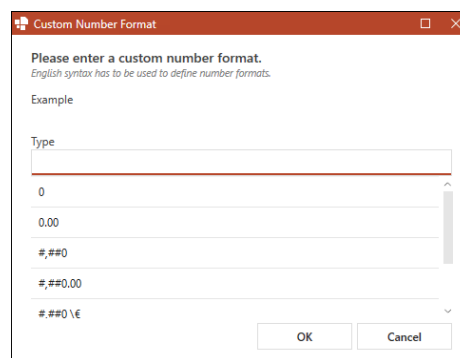 Custom Number Format
Please enter a custom number format.
English syntax has to be used to define number formats.
Example
Type
0
0.00
#,##0
#,##0.00
#,##0 \€
OK Cancel